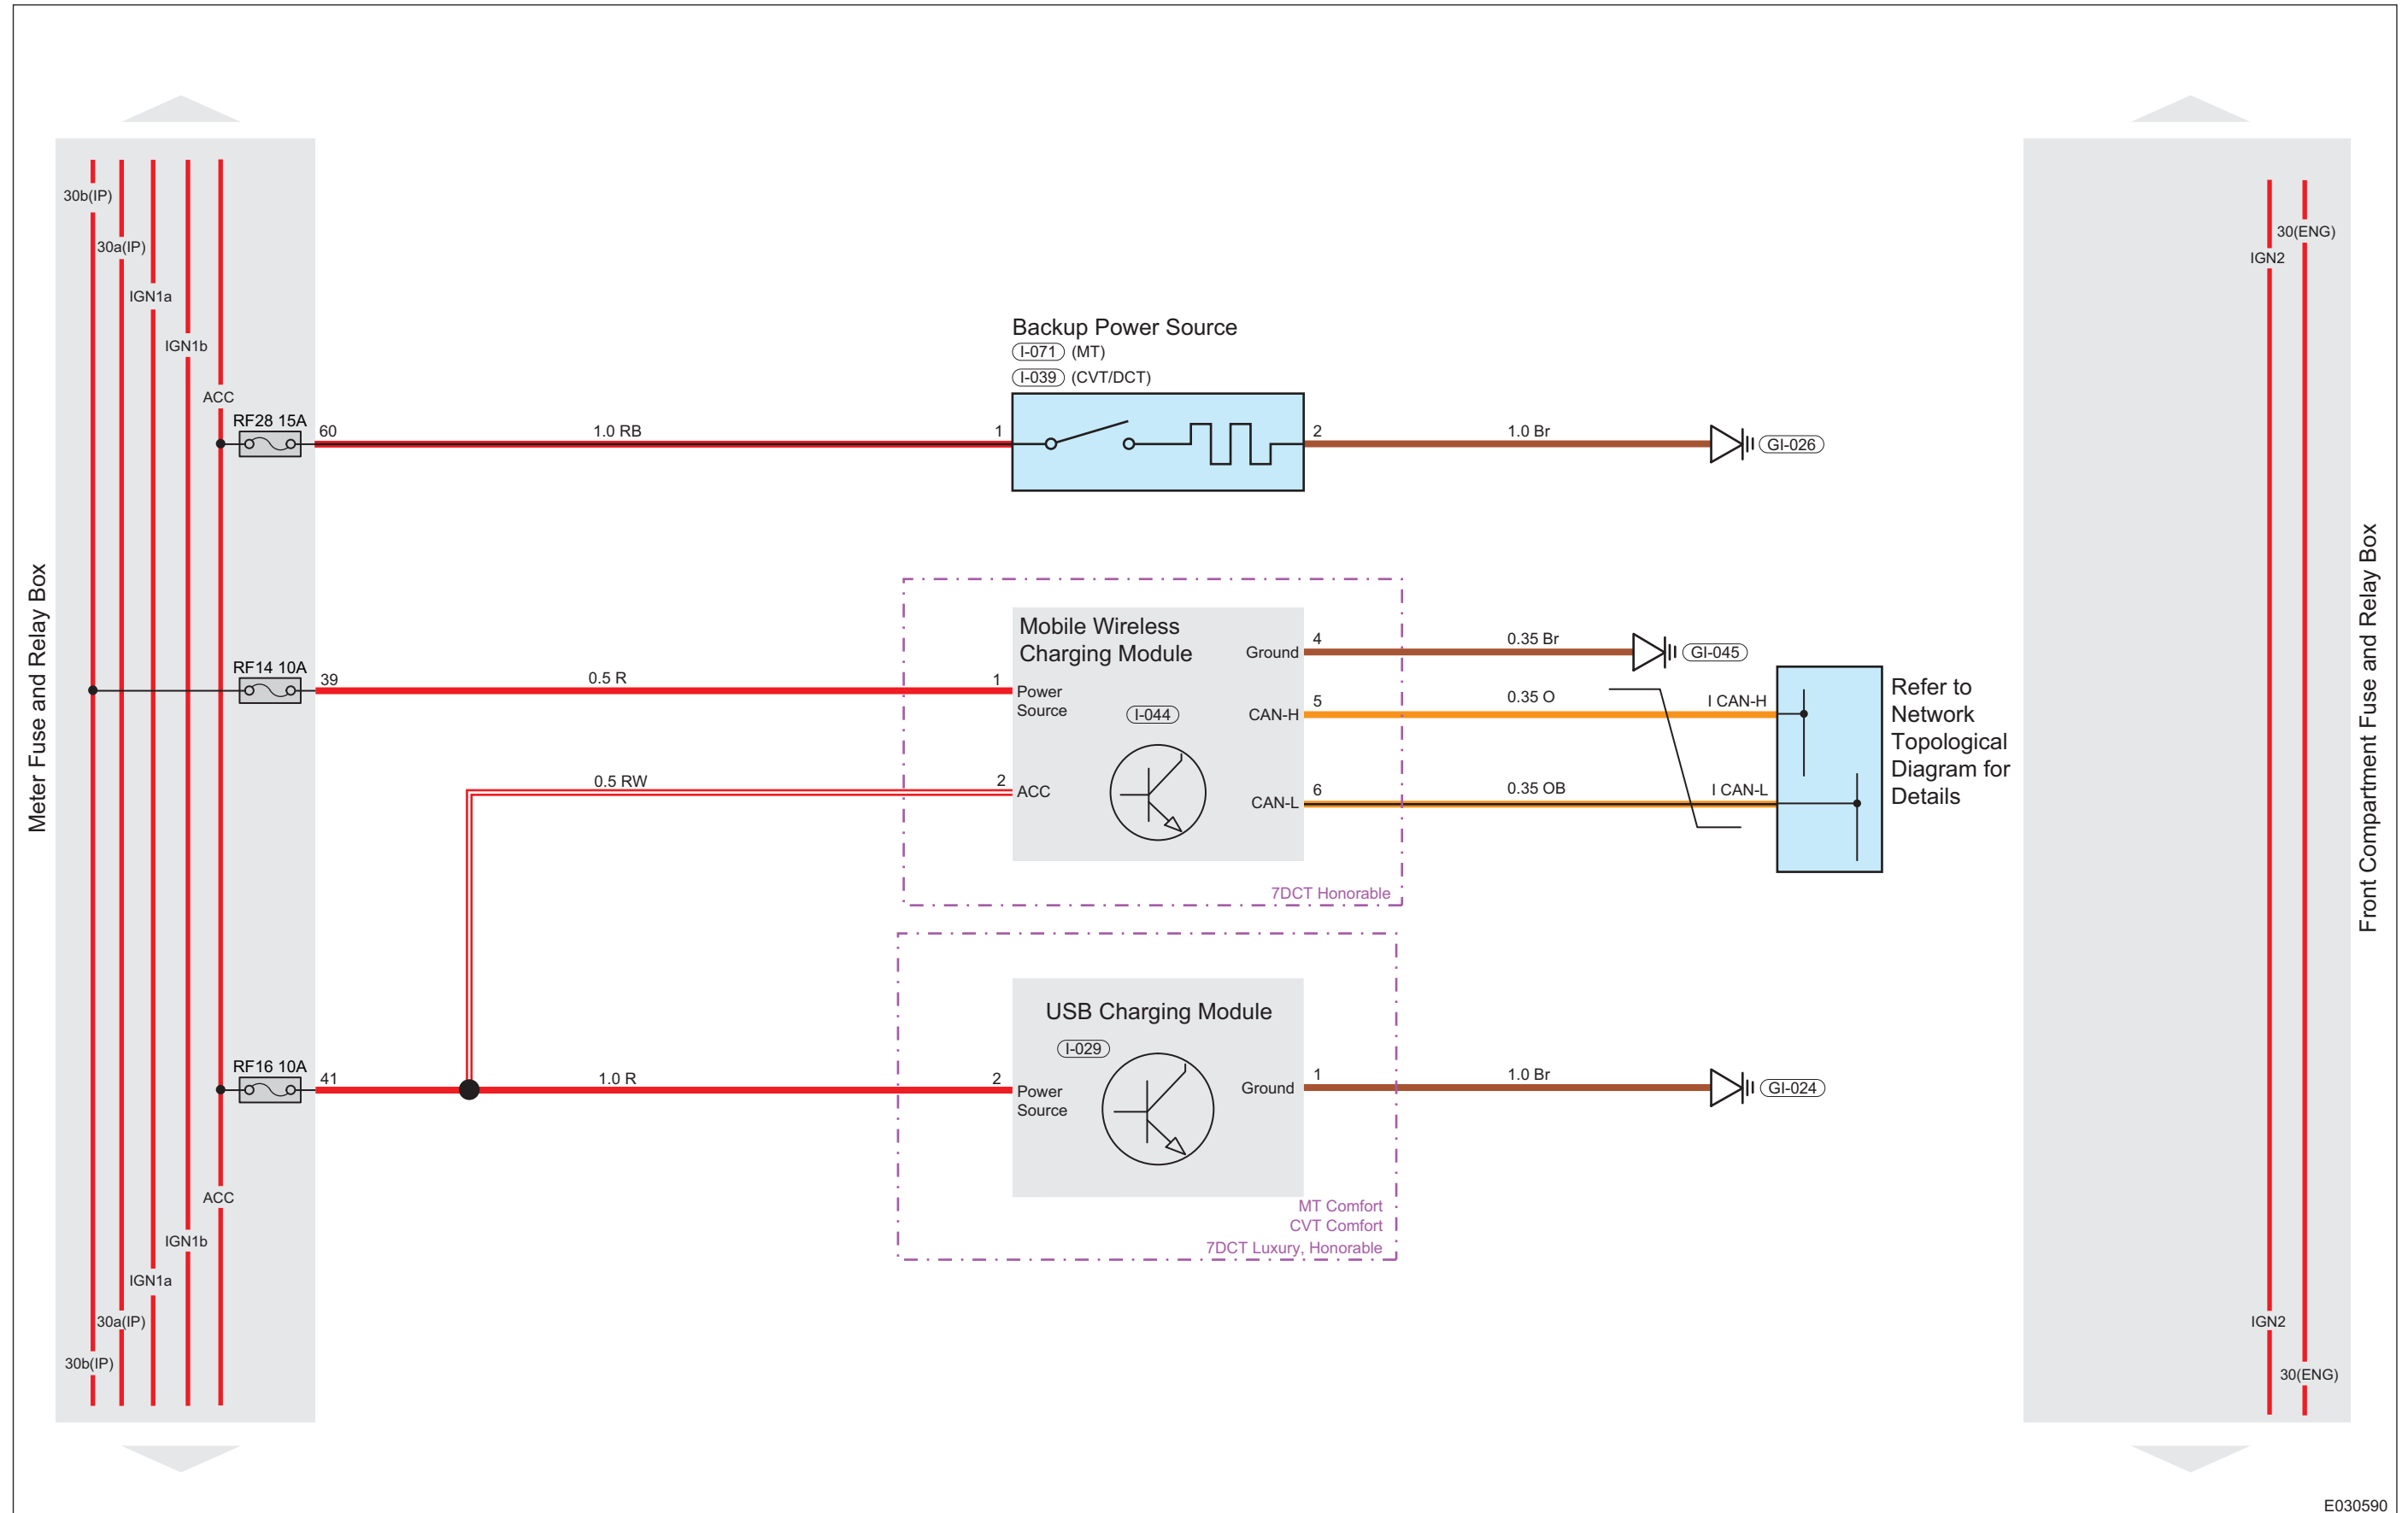 Meter Fuse and Relay Box
30b(IP)
30a(IP)
IGN1a
IGN1b
ACC
RF28 15A
60
1.0 RB
Backup Power Source
I-071 (MT)
I-039 (CVT/DCT)
1
2
1.0 Br
GI-026
RF14 10A
39
0.5 R
1
Mobile Wireless
Charging Module
Power
Source
I-044
0.5 RW
2
ACC
Ground
4
0.35 Br
GI-045
CAN-H
5
0.35 O
I CAN-H
CAN-L
6
0.35 OB
I CAN-L
Refer to
Network
Topological
Diagram for
Details
7DCT Honorable
RF16 10A
41
1.0 R
2
USB Charging Module
I-029
Power
Source
Ground
1
1.0 Br
GI-024
MT Comfort
CVT Comfort
7DCT Luxury, Honorable
ACC
IGN1b
IGN1a
30a(IP)
30b(IP)
30(ENG)
IGN2
IGN2
30(ENG)
Front Compartment Fuse and Relay Box
E030590